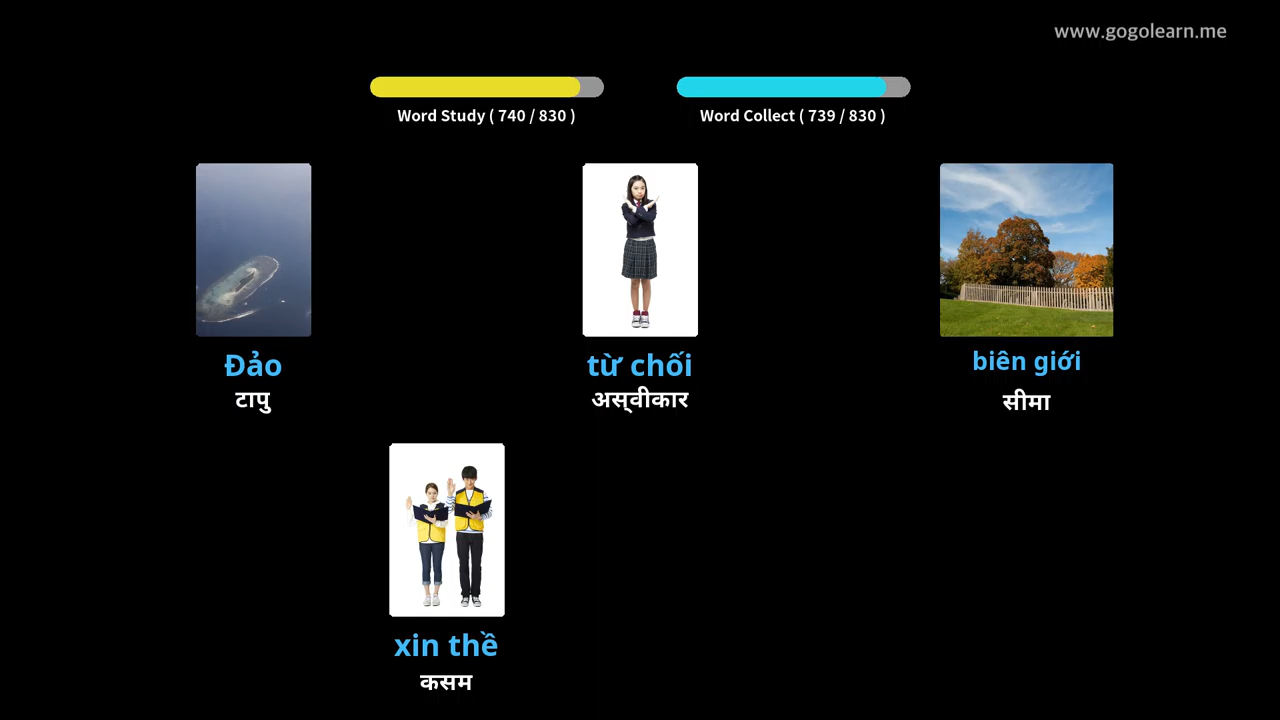 www.gogolearn.me
Word Study ( 740 / 830 )
Word Collect ( 739 / 830 )
Đảo
टापु
từ chối
अस्वीकार
biên giới
सीमा
xin thề
कसम